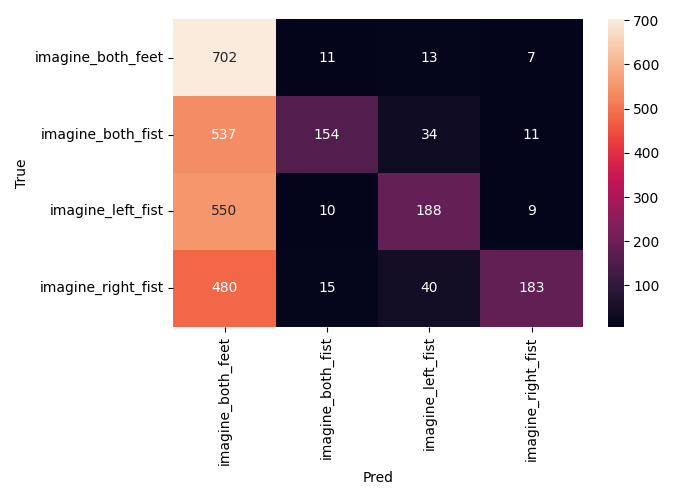 imagine_both_feet 702 11 13 7
imagine_both_fist 537 154 34 11
imagine_left_fist 550 10 188 9
imagine_right_fist 480 15 40 183
True
imagine_both_feet
imagine_both_fist
imagine_left_fist
imagine_right_fist
Pred
700
600
500
400
300
200
100